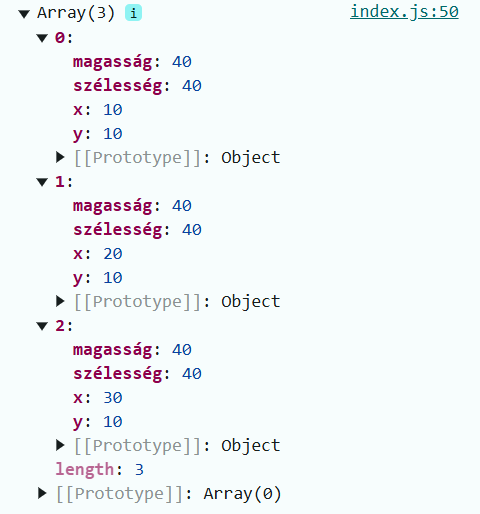 ▼ Array(3) i index.js:50
▼ 0:
magasság: 40
szélesség: 40
x: 10
y: 10
▶ [[Prototype]]: Object
▼ 1:
magasság: 40
szélesség: 40
x: 20
y: 10
▶ [[Prototype]]: Object
▼ 2:
magasság: 40
szélesség: 40
x: 30
y: 10
▶ [[Prototype]]: Object
length: 3
▶ [[Prototype]]: Array(0)